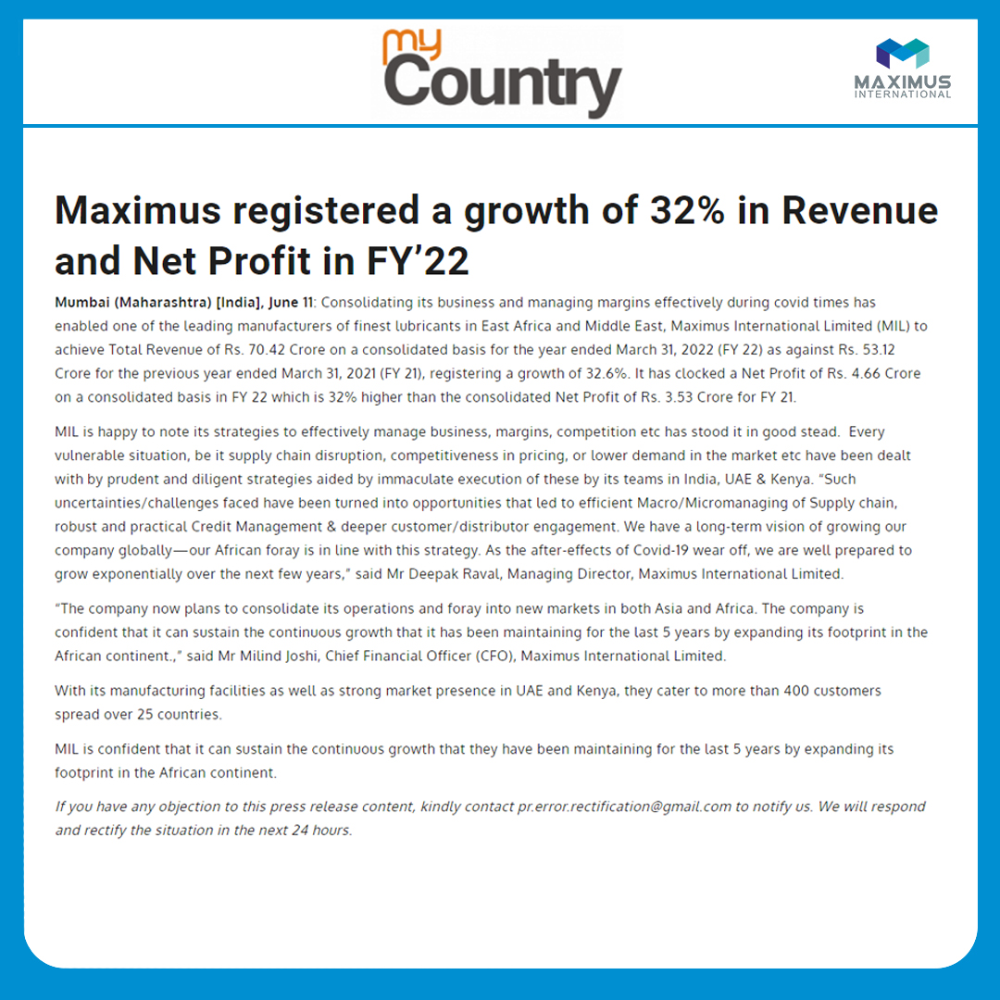 my
Country
MAXIMUS
INTERNATIONAL
Maximus registered a growth of 32% in Revenue
and Net Profit in FY’22
Mumbai (Maharashtra) [India], June 11: Consolidating its business and managing margins effectively during covid times has
enabled one of the leading manufacturers of finest lubricants in East Africa and Middle East, Maximus International Limited (MIL) to
achieve Total Revenue of Rs. 70.42 Crore on a consolidated basis for the year ended March 31, 2022 (FY 22) as against Rs. 53.12
Crore for the previous year ended March 31, 2021 (FY 21), registering a growth of 32.6%. It has clocked a Net Profit of Rs. 4.66 Crore
on a consolidated basis in FY 22 which is 32% higher than the consolidated Net Profit of Rs. 3.53 Crore for FY 21.
MIL is happy to note its strategies to effectively manage business, margins, competition etc has stood it in good stead.  Every
vulnerable situation, be it supply chain disruption, competitiveness in pricing, or lower demand in the market etc have been dealt
with by prudent and diligent strategies aided by immaculate execution of these by its teams in India, UAE & Kenya. “Such
uncertainties/challenges faced have been turned into opportunities that led to efficient Macro/Micromanaging of Supply chain,
robust and practical Credit Management & deeper customer/distributor engagement. We have a long-term vision of growing our
company globally—our African foray is in line with this strategy. As the after-effects of Covid-19 wear off, we are well prepared to
grow exponentially over the next few years,” said Mr Deepak Raval, Managing Director, Maximus International Limited.
“The company now plans to consolidate its operations and foray into new markets in both Asia and Africa. The company is
confident that it can sustain the continuous growth that it has been maintaining for the last 5 years by expanding its footprint in the
African continent.,” said Mr Milind Joshi, Chief Financial Officer (CFO), Maximus International Limited.
With its manufacturing facilities as well as strong market presence in UAE and Kenya, they cater to more than 400 customers
spread over 25 countries.
MIL is confident that it can sustain the continuous growth that they have been maintaining for the last 5 years by expanding its
footprint in the African continent.
If you have any objection to this press release content, kindly contact pr.error.rectification@gmail.com to notify us. We will respond
and rectify the situation in the next 24 hours.